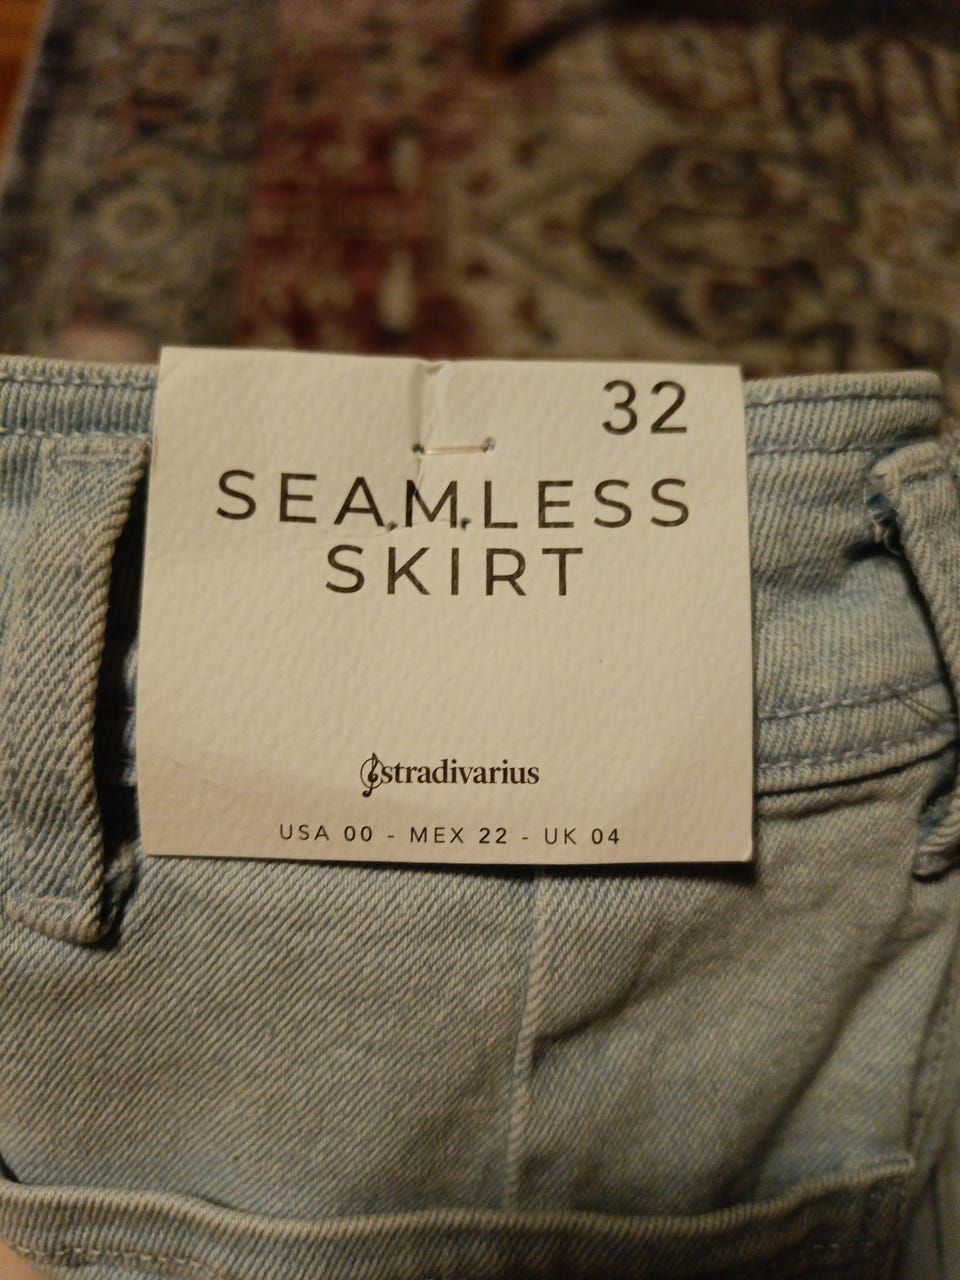 32
SEAMLESS
SKIRT
stradivarius
USA 00 - MEX 22 - UK 04